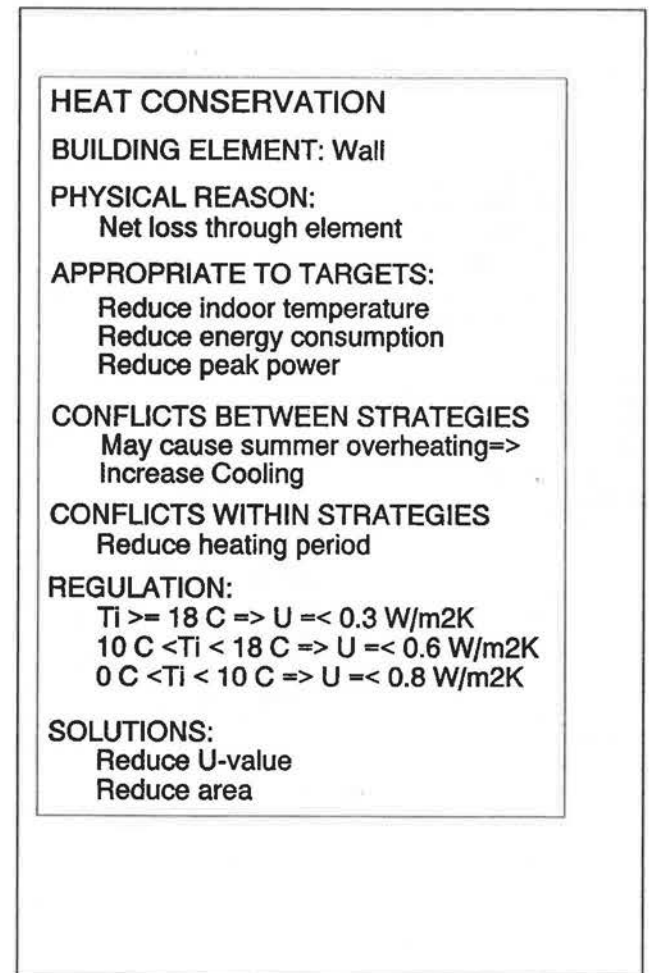 HEAT CONSERVATION
BUILDING ELEMENT: Wall
PHYSICAL REASON:
Net loss through element
APPROPRIATE TO TARGETS:
Reduce indoor temperature
Reduce energy consumption
Reduce peak power
CONFLICTS BETWEEN STRATEGIES
May cause summer overheating=>
Increase Cooling
CONFLICTS WITHIN STRATEGIES
Reduce heating period
REGULATION:
Ti >= 18 C => U =< 0.3 W/m2K
10 C <Ti < 18 C => U =< 0.6 W/m2K
0 C <Ti < 10 C => U =< 0.8 W/m2K
SOLUTIONS:
Reduce U-value
Reduce area